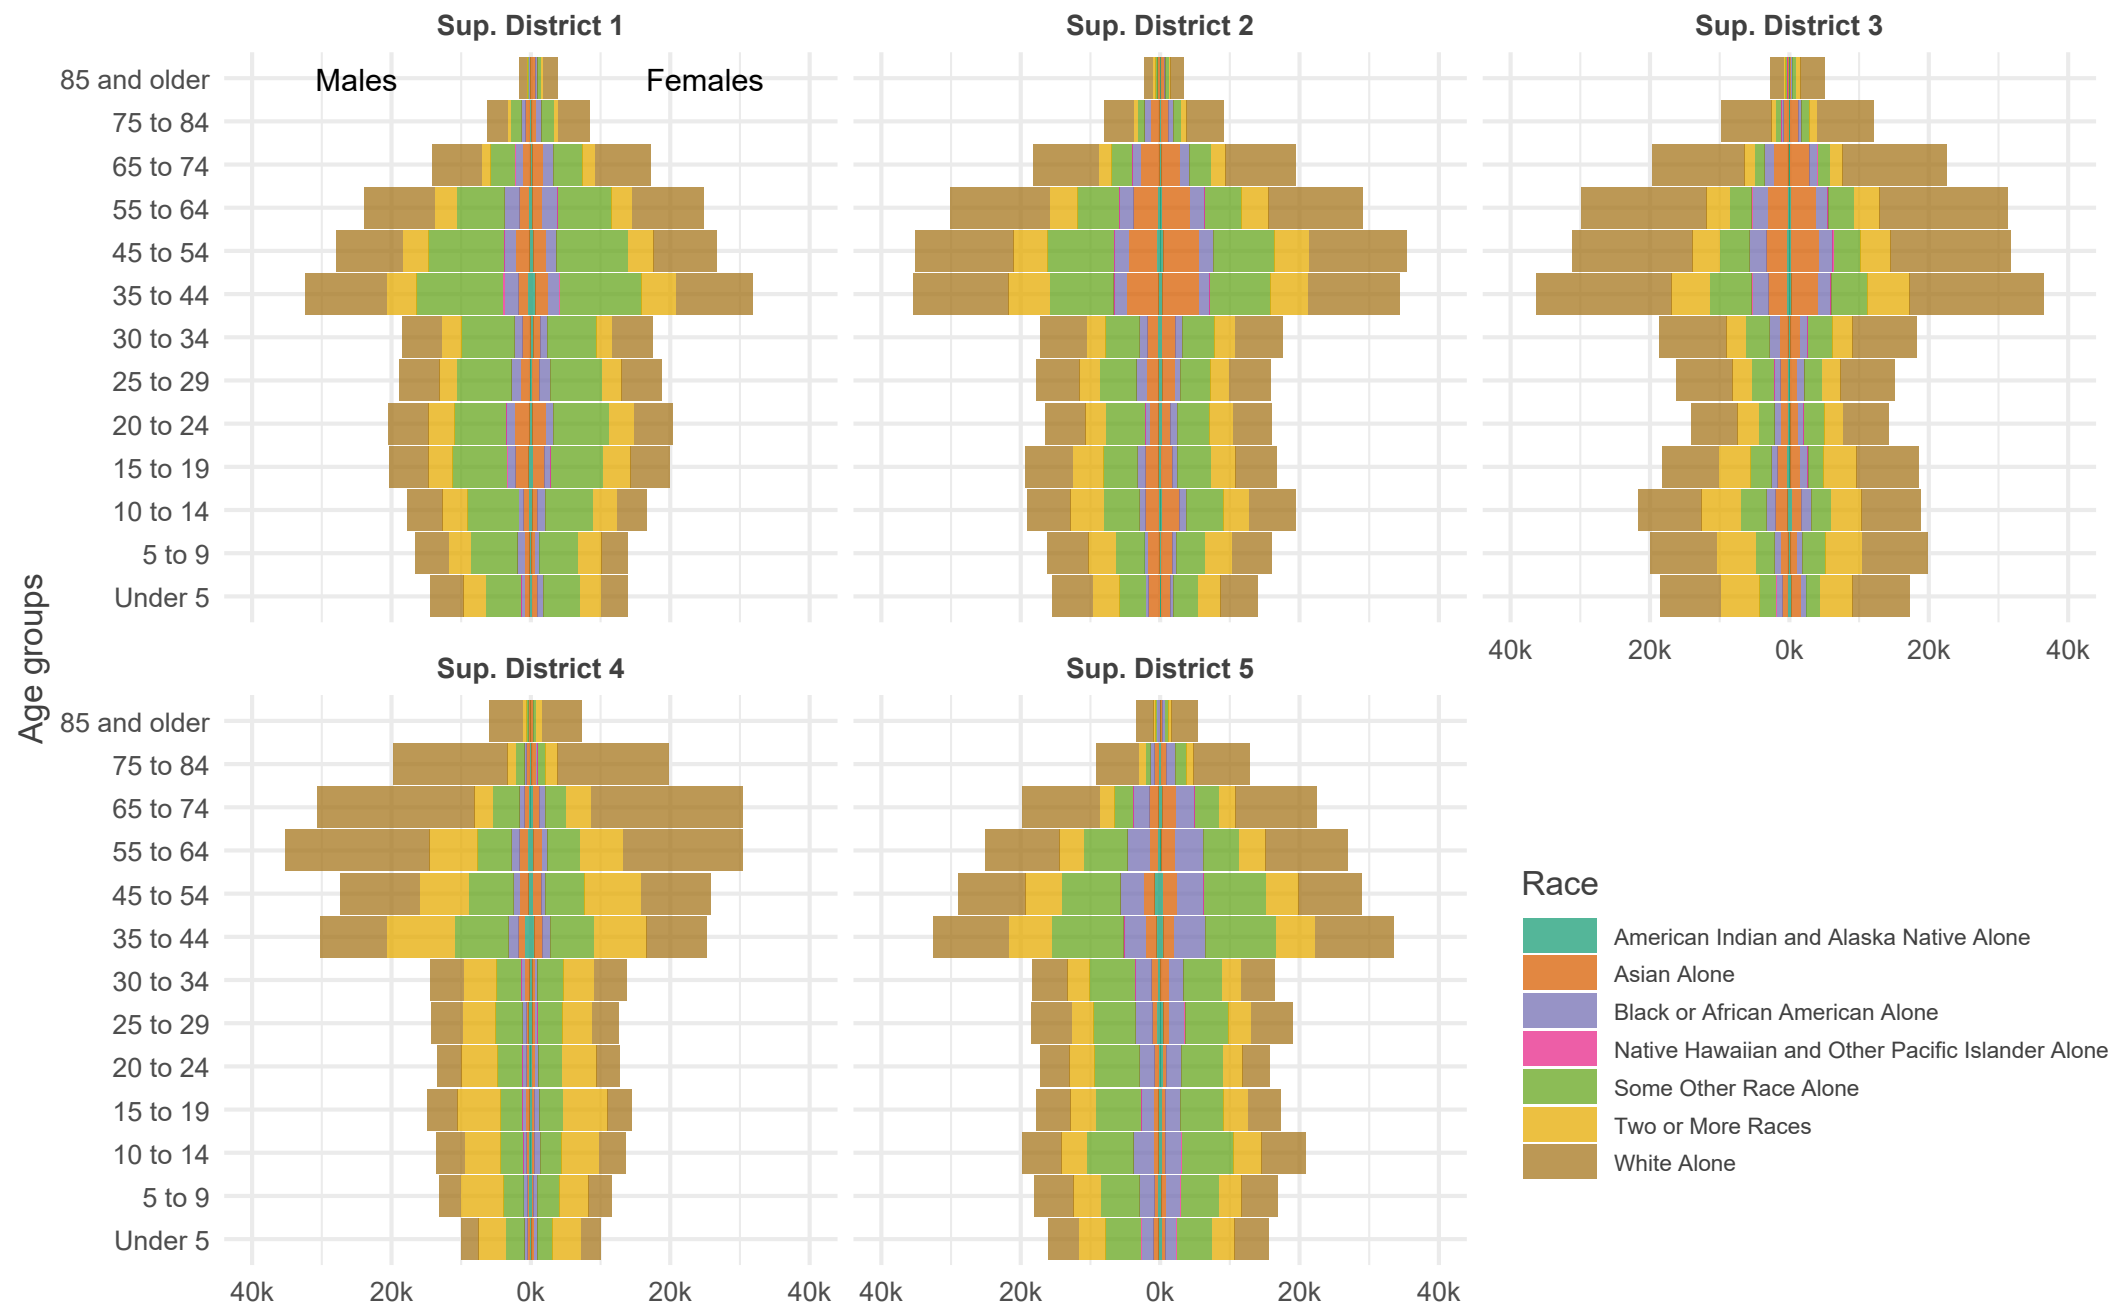 Sup. District 1
Sup. District 2
Sup. District 3
Males
Females
85 and older
75 to 84
65 to 74
55 to 64
45 to 54
35 to 44
30 to 34
25 to 29
20 to 24
15 to 19
10 to 14
5 to 9
Under 5
40k 20k 0k 20k 40k
Age groups
Sup. District 4
Sup. District 5
85 and older
75 to 84
65 to 74
55 to 64
45 to 54
35 to 44
30 to 34
25 to 29
20 to 24
15 to 19
10 to 14
5 to 9
Under 5
40k 20k 0k 20k 40k
40k 20k 0k 20k 40k
Race
American Indian and Alaska Native Alone
Asian Alone
Black or African American Alone
Native Hawaiian and Other Pacific Islander Alone
Some Other Race Alone
Two or More Races
White Alone